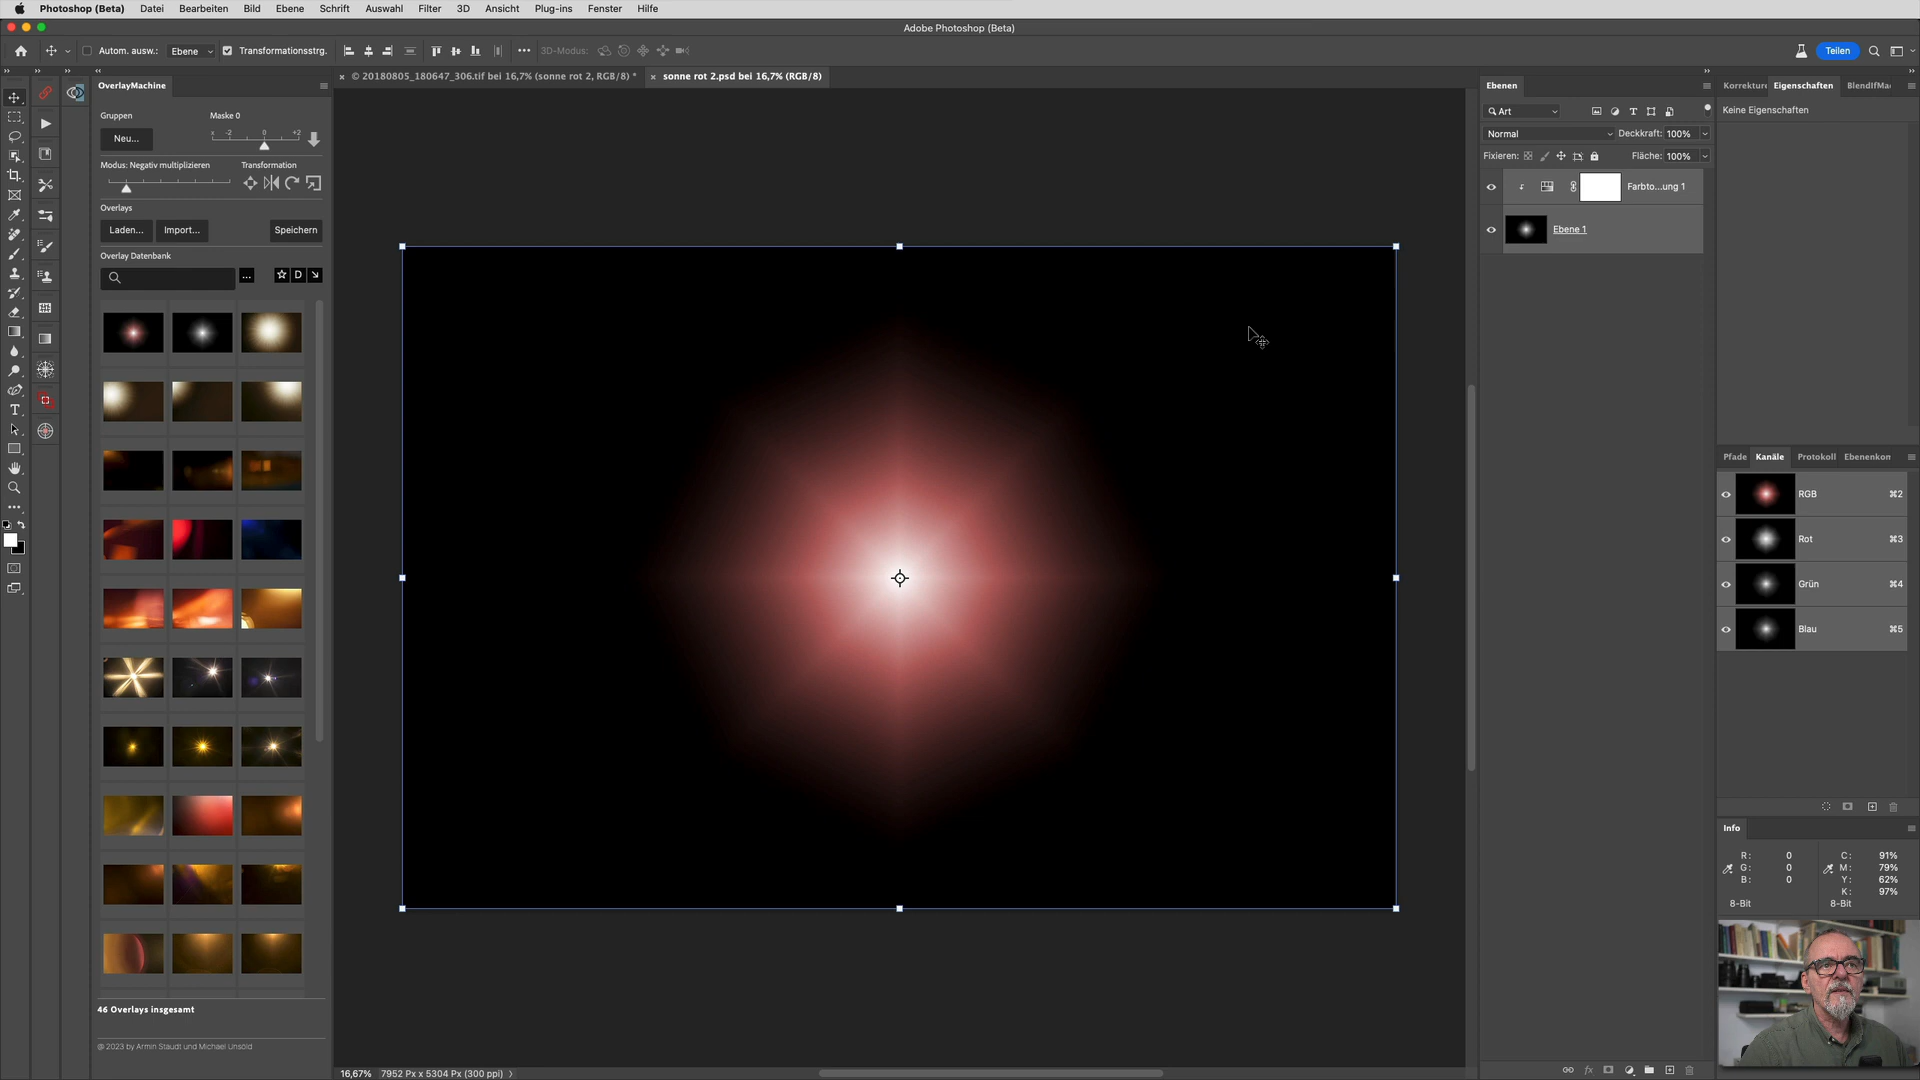 Photoshop (Beta) Datei Bearbeiten Bild Ebene Schrift Auswahl Filter 3D Ansicht Plug-ins Fenster Hilfe
Adobe Photoshop (Beta)
Autom. ausw.: Ebene Transformationsstrg. 3D-Modus: Teilen
© 20180805_180647_306.tif bei 16,7% (sonne rot 2, RGB/8) *
sonne rot 2.psd bei 16,7% (RGB/8)
OverlayMachine
Gruppen Maske 0
Neu... x -2 0 +2
Modus: Negativ multiplizieren Transformation
Overlays
Laden... Import... Speichern
Overlay Datenbank
... D
46 Overlays insgesamt
@ 2023 by Armin Staudt und Michael Unsöld
16,67% 7952 Px x 5304 Px (300 ppi)
Ebenen
Art
Normal Deckkraft: 100%
Fixieren: Fläche: 100%
Farbto...ung 1
Ebene 1
fx
Korrekture Eigenschaften BlendIfMa
Keine Eigenschaften
Pfade Kanäle Protokoll Ebenenkon
RGB ⌘2
Rot ⌘3
Grün ⌘4
Blau ⌘5
Info
R: 0 C: 91%
G: 0 M: 79%
B: 0 Y: 62%
K: 97%
8-Bit 8-Bit